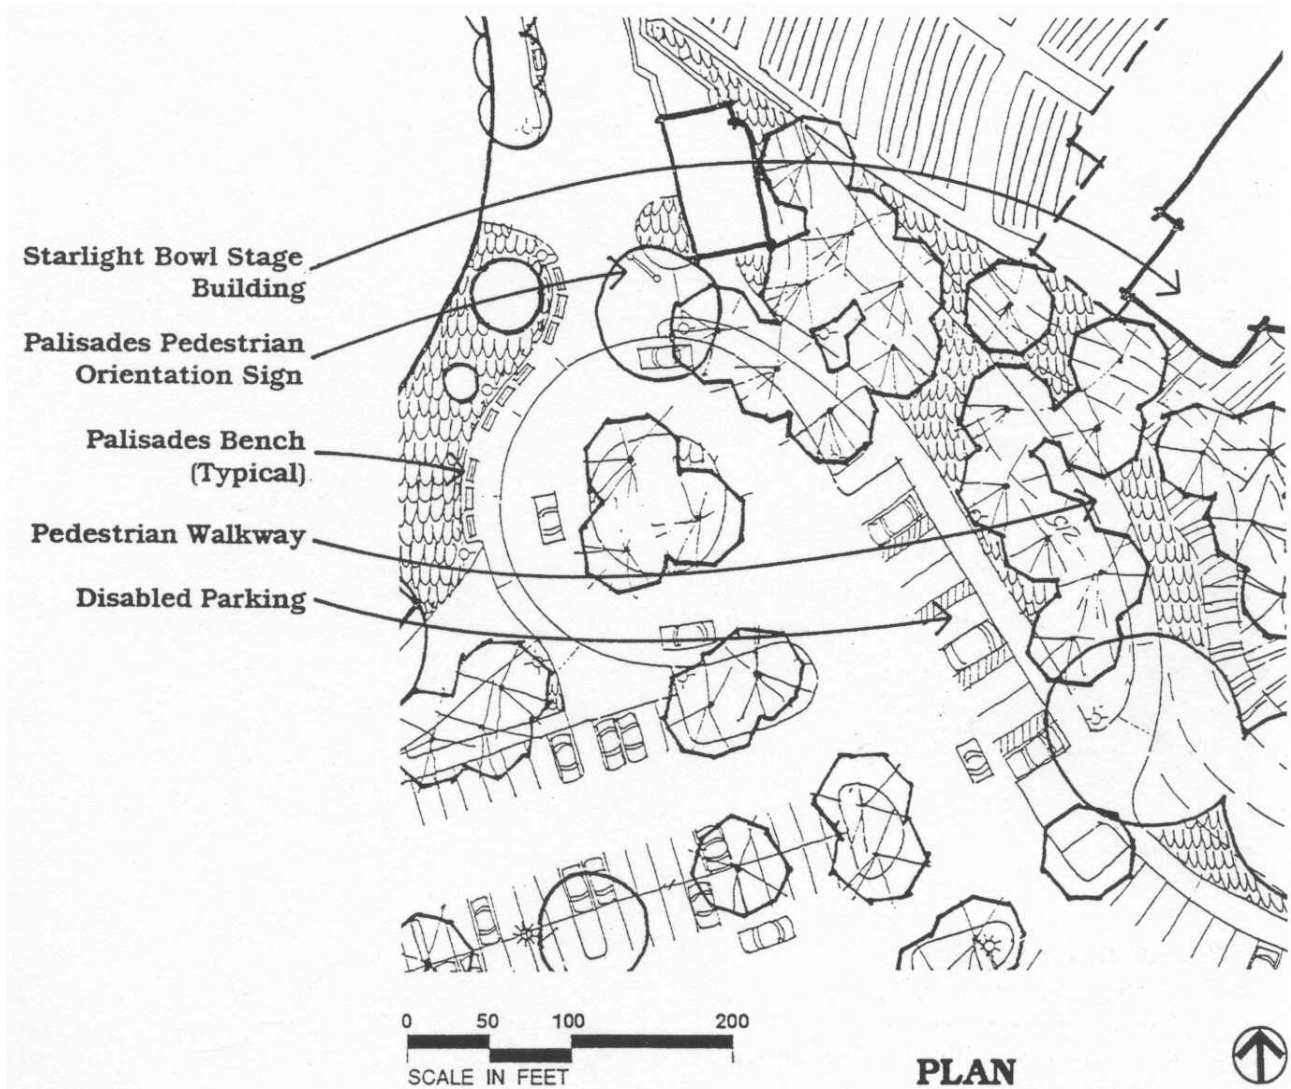 Starlight Bowl Stage
Building
Palisades Pedestrian
Orientation Sign
Palisades Bench
(Typical)
Pedestrian Walkway
Disabled Parking
0 50 100 200
SCALE IN FEET
PLAN